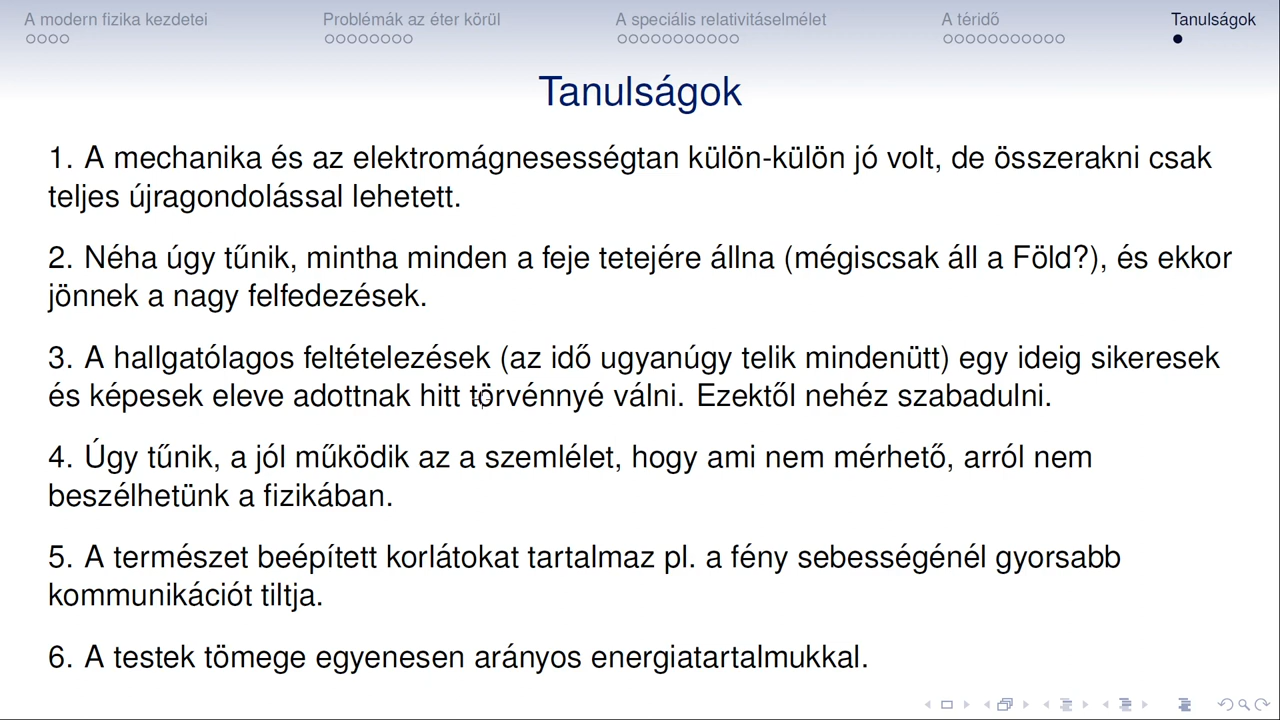 A modern fizika kezdetei
Problémák az éter körül
A speciális relativitáselmélet
A téridő
Tanulságok
Tanulságok
1. A mechanika és az elektromágnesességtan külön-külön jó volt, de összerakni csak
teljes újragondolással lehetett.
2. Néha úgy tűnik, mintha minden a feje tetejére állna (mégiscsak áll a Föld?), és ekkor
jönnek a nagy felfedezések.
3. A hallgatólagos feltételezések (az idő ugyanúgy telik mindenütt) egy ideig sikeresek
és képesek eleve adottnak hitt törvénnyé válni. Ezektől nehéz szabadulni.
4. Úgy tűnik, a jól működik az a szemlélet, hogy ami nem mérhető, arról nem
beszélhetünk a fizikában.
5. A természet beépített korlátokat tartalmaz pl. a fény sebességénél gyorsabb
kommunikációt tiltja.
6. A testek tömege egyenesen arányos energiatartalmukkal.